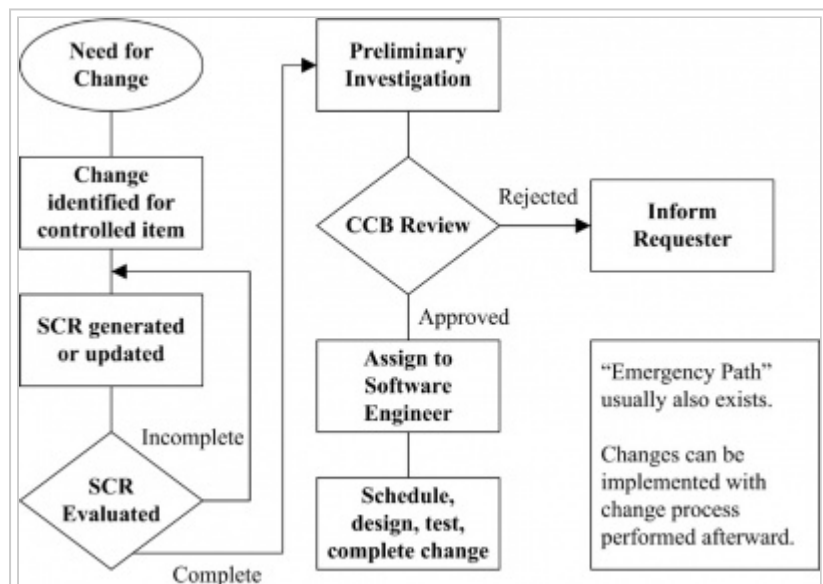 Need for
Change
Change
identified for
controlled item
SCR generated
or updated
Incomplete
SCR
Evaluated
Complete
Preliminary
Investigation
CCB Review
Rejected
Inform
Requester
Approved
Assign to
Software
Engineer
Schedule,
design, test,
complete change
“Emergency Path”
usually also exists.
Changes can be
implemented with
change process
performed afterward.